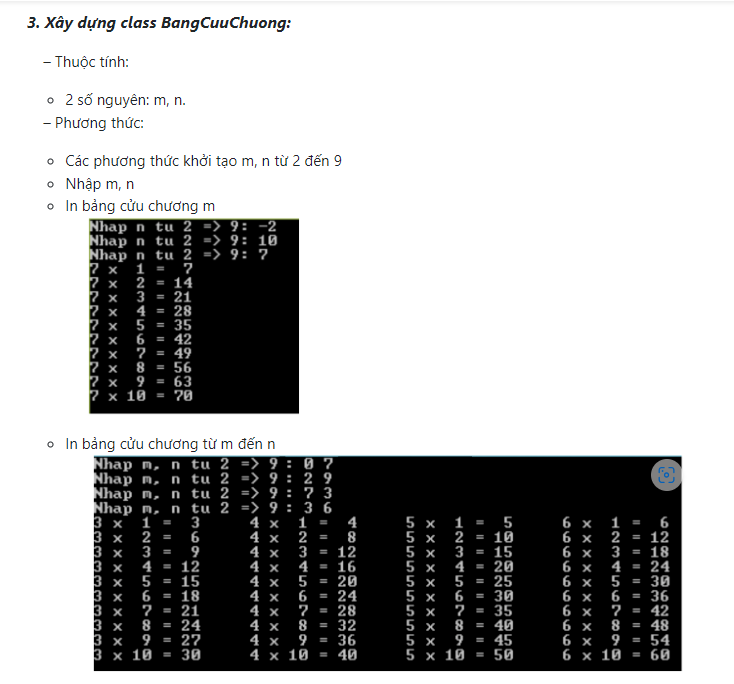 3. Xây dựng class BangCuuChuong:
– Thuộc tính:
2 số nguyên: m, n.
– Phương thức:
Các phương thức khởi tạo m, n từ 2 đến 9
Nhập m, n
In bảng cửu chương m
Nhap n tu 2 => 9: -2
Nhap n tu 2 => 9: 10
Nhap n tu 2 => 9: 7
7 x  1 =  7
7 x  2 = 14
7 x  3 = 21
7 x  4 = 28
7 x  5 = 35
7 x  6 = 42
7 x  7 = 49
7 x  8 = 56
7 x  9 = 63
7 x 10 = 70
In bảng cửu chương từ m đến n
Nhap m, n tu 2 => 9 : 0 7
Nhap m, n tu 2 => 9 : 2 9
Nhap m, n tu 2 => 9 : 7 3
Nhap m, n tu 2 => 9 : 3 6
3 x  1 =  3 4 x  1 =  4 5 x  1 =  5 6 x  1 =  6
3 x  2 =  6 4 x  2 =  8 5 x  2 = 10 6 x  2 = 12
3 x  3 =  9 4 x  3 = 12 5 x  3 = 15 6 x  3 = 18
3 x  4 = 12 4 x  4 = 16 5 x  4 = 20 6 x  4 = 24
3 x  5 = 15 4 x  5 = 20 5 x  5 = 25 6 x  5 = 30
3 x  6 = 18 4 x  6 = 24 5 x  6 = 30 6 x  6 = 36
3 x  7 = 21 4 x  7 = 28 5 x  7 = 35 6 x  7 = 42
3 x  8 = 24 4 x  8 = 32 5 x  8 = 40 6 x  8 = 48
3 x  9 = 27 4 x  9 = 36 5 x  9 = 45 6 x  9 = 54
3 x 10 = 30 4 x 10 = 40 5 x 10 = 50 6 x 10 = 60